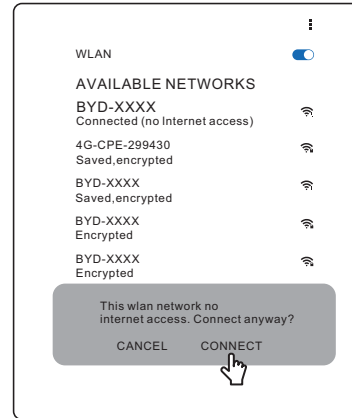 WLAN
AVAILABLE NETWORKS
BYD-XXXX
Connected (no Internet access)
4G-CPE-299430
Saved,encrypted
BYD-XXXX
Saved,encrypted
BYD-XXXX
Encrypted
BYD-XXXX
Encrypted
This wlan network no
internet access. Connect anyway?
CANCEL CONNECT